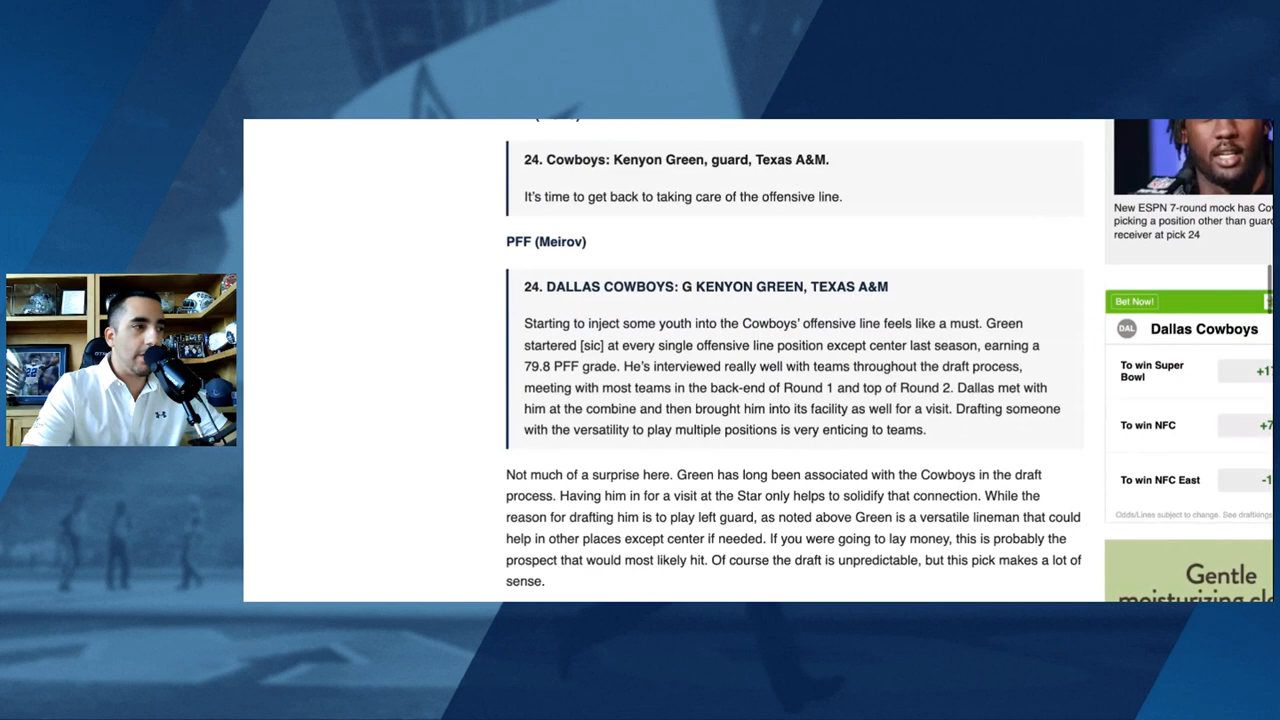 24. Cowboys: Kenyon Green, guard, Texas A&M.
It’s time to get back to taking care of the offensive line.
PFF (Meirov)
24. DALLAS COWBOYS: G KENYON GREEN, TEXAS A&M
Starting to inject some youth into the Cowboys’ offensive line feels like a must. Green
startered [sic] at every single offensive line position except center last season, earning a
79.8 PFF grade. He’s interviewed really well with teams throughout the draft process,
meeting with most teams in the back-end of Round 1 and top of Round 2. Dallas met with
him at the combine and then brought him into its facility as well for a visit. Drafting someone
with the versatility to play multiple positions is very enticing to teams.
Not much of a surprise here. Green has long been associated with the Cowboys in the draft
process. Having him in for a visit at the Star only helps to solidify that connection. While the
reason for drafting him is to play left guard, as noted above Green is a versatile lineman that could
help in other places except center if needed. If you were going to lay money, this is probably the
prospect that would most likely hit. Of course the draft is unpredictable, but this pick makes a lot of
sense.
New ESPN 7-round mock has
picking a position other than
receiver at pick 24
Bet Now!
DAL Dallas Cowboys
To win Super
Bowl
To win NFC
To win NFC East
Odds/Lines subject to change. See
Gentle
moisturizing
22